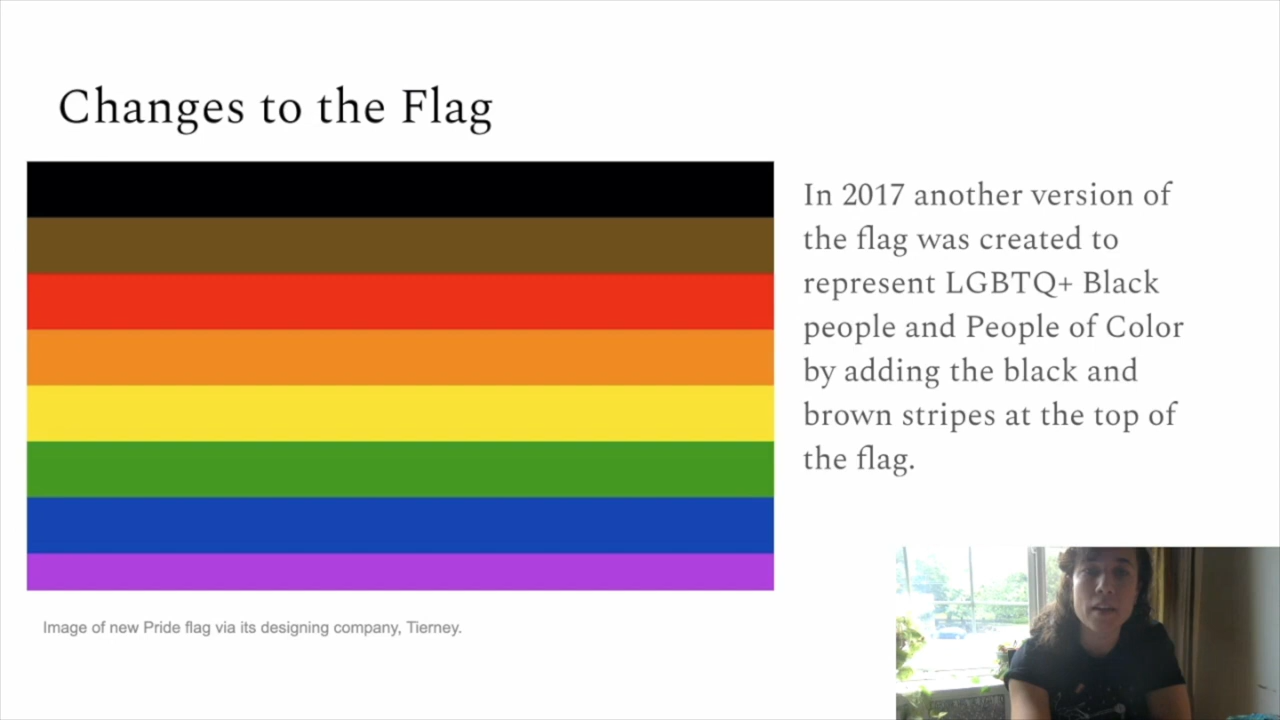 Changes to the Flag
In 2017 another version of
the flag was created to
represent LGBTQ+ Black
people and People of Color
by adding the black and
brown stripes at the top of
the flag.
Image of new Pride flag via its designing company, Tierney.